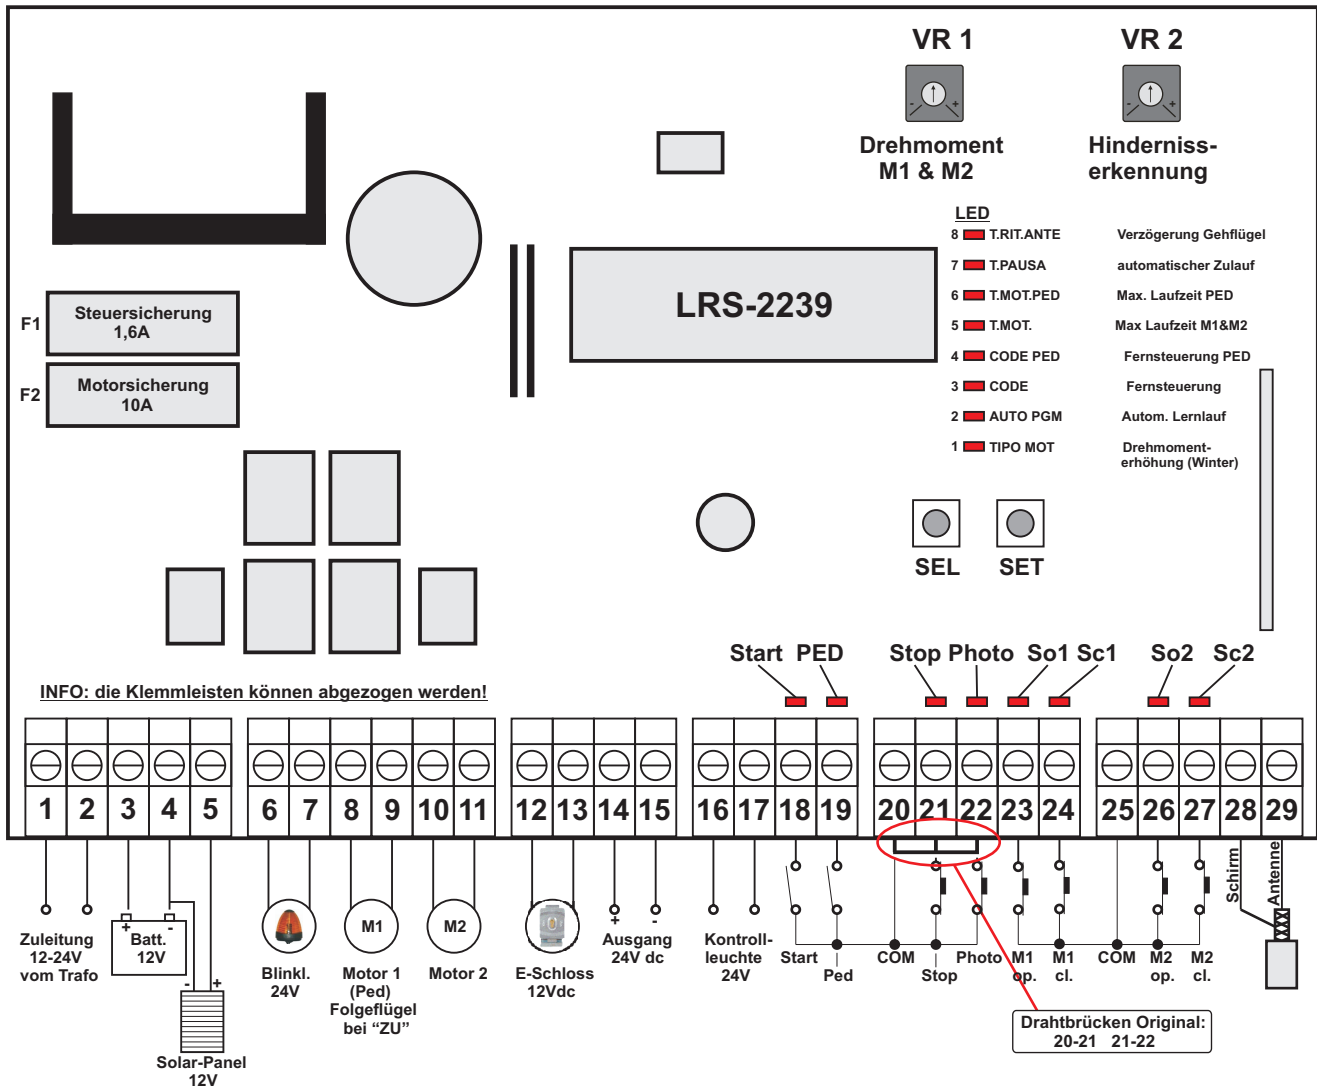 VR 1
VR 2
- +
- +
Drehmoment
M1 & M2
Hinderniss-
erkennung
LED
8 T.RIT.ANTE Verzögerung Gehflügel
7 T.PAUSA automatischer Zulauf
6 T.MOT.PED Max. Laufzeit PED
5 T.MOT. Max Laufzeit M1&M2
4 CODE PED Fernsteuerung PED
3 CODE Fernsteuerung
2 AUTO PGM Autom. Lernlauf
1 TIPO MOT Drehmoment-
erhöhung (Winter)
LRS-2239
F1 Steuersicherung
1,6A
F2 Motorsicherung
10A
SEL SET
Start PED Stop Photo So1 Sc1 So2 Sc2
INFO: die Klemmleisten können abgezogen werden!
1 2 3 4 5 6 7 8 9 10 11 12 13 14 15 16 17 18 19 20 21 22 23 24 25 26 27 28 29
Zuleitung
12-24V
vom Trafo
+ -
Batt.
12V
- +
Solar-Panel
12V
Blinkl.
24V
M1
Motor 1
(Ped)
Folgeflügel
bei “ZU”
M2
Motor 2
E-Schloss
12Vdc
+ -
Ausgang
24V dc
Kontroll-
leuchte
24V
Start
Ped
COM
Stop
Photo
M1
op.
M1
cl.
COM
M2
op.
M2
cl.
Schirm
Antenne
Drahtbrücken Original:
20-21 21-22